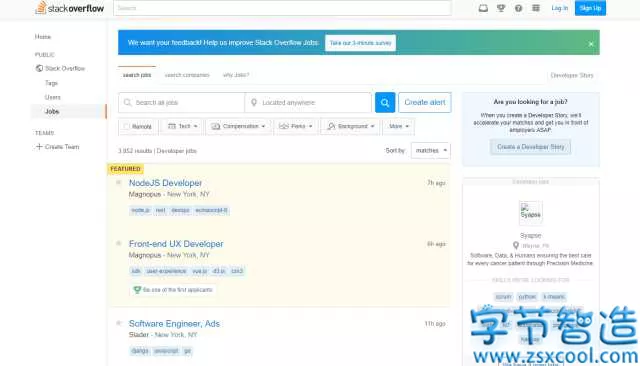 stackoverflow
Search
Log In
Sign Up
Home
PUBLIC
Stack Overflow
Tags
Users
Jobs
TEAMS
Create Team
We want your feedback! Help us improve Stack Overflow Jobs:
Take our 3-minute survey
search jobs
search companies
why Jobs?
Developer Story
Search all jobs
Located anywhere
Create alert
Remote
Tech
Compensation
Perks
Background
More
3,852 results | Developer jobs
Sort by:
matches
FEATURED
NodeJS Developer
7h ago
Magnopus - New York, NY
node.js rest devops ecmascript-6
Front-end UX Developer
6h ago
Magnopus - New York, NY
sdk user-experience vue.js d3.js css3
Be one of the first applicants
Software Engineer, Ads
11h ago
Slader - New York, NY
django javascript go
Are you looking for a job?
When you create a Developer Story, we'll
accelerate your matches and get you in front of
employers ASAP.
Create a Developer Story
Syapse
Syapse
Wayne, PA
Software, Data, & Humans ensuring the best care
for every cancer patient through Precision Medicine.
SKILLS WE'RE LOOKING FOR
scrum python k-means
字节智造
www.zsxcool.com